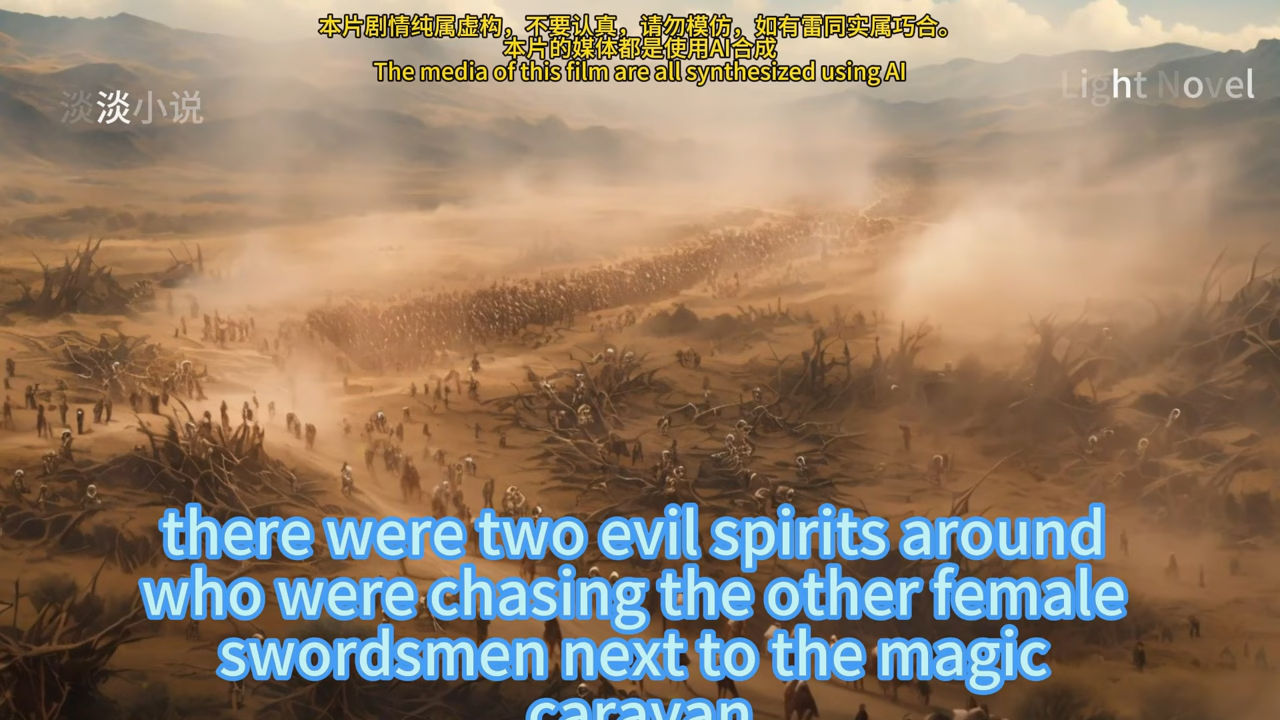 本片剧情纯属虚构，不要认真，请勿模仿，如有雷同实属巧合。
本片的媒体都是使用AI合成
The media of this film are all synthesized using AI
淡淡小说
Light Novel
there were two evil spirits around
who were chasing the other female
swordsmen next to the magic
caravan